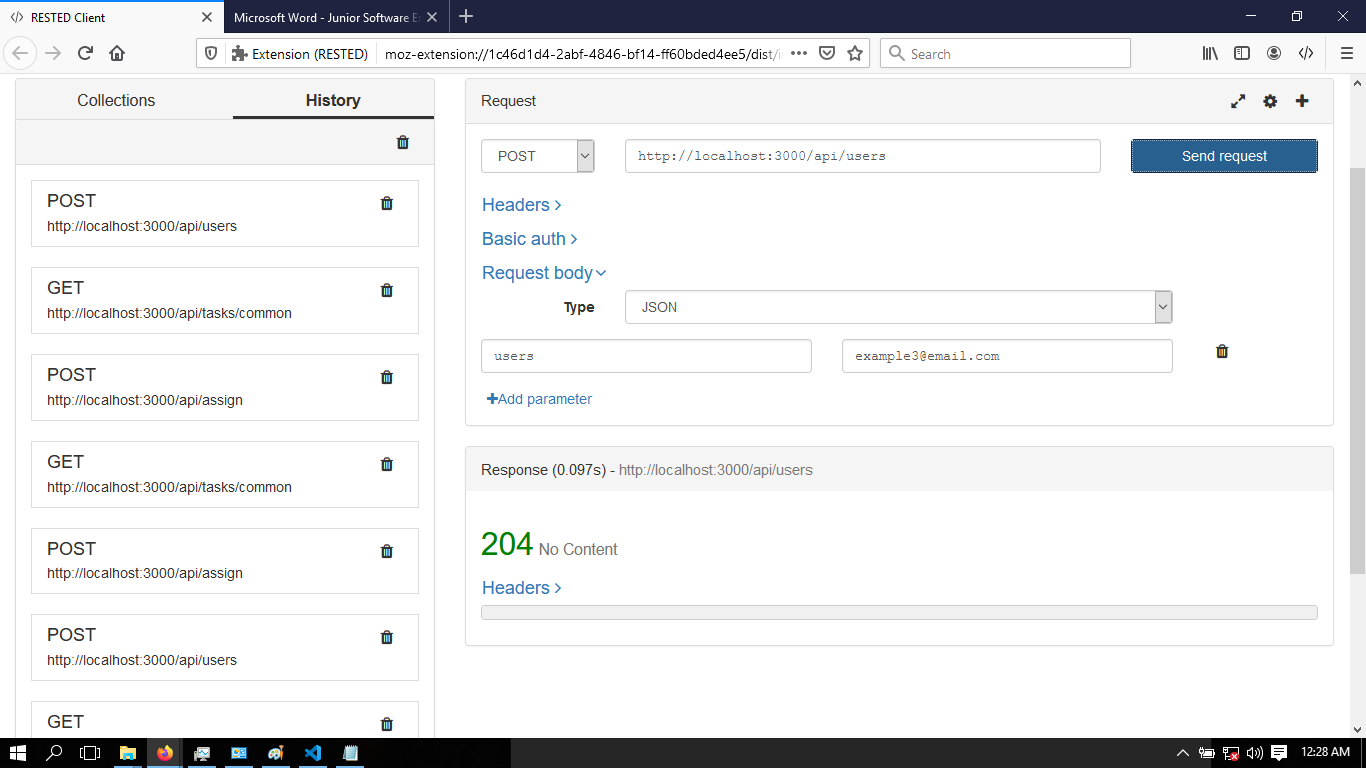 RESTED Client
Microsoft Word - Junior Software E
Extension (RESTED)
moz-extension://1c46d1d4-2abf-4846-bf14-ff60bded4ee5/dist/i
Search
Collections
History
POST
http://localhost:3000/api/users
GET
http://localhost:3000/api/tasks/common
POST
http://localhost:3000/api/assign
GET
http://localhost:3000/api/tasks/common
POST
http://localhost:3000/api/assign
POST
http://localhost:3000/api/users
GET
Request
POST
http://localhost:3000/api/users
Send request
Headers
Basic auth
Request body
Type
JSON
users
example3@email.com
Add parameter
Response (0.097s) - http://localhost:3000/api/users
204 No Content
Headers
12:28 AM